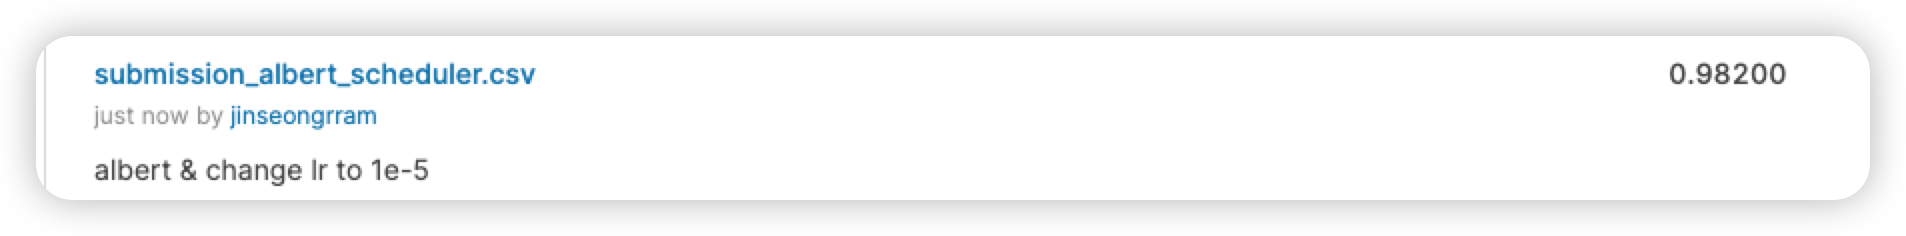 submission_albert_scheduler.csv 0.98200
just now by jinseongrram
albert & change lr to 1e-5